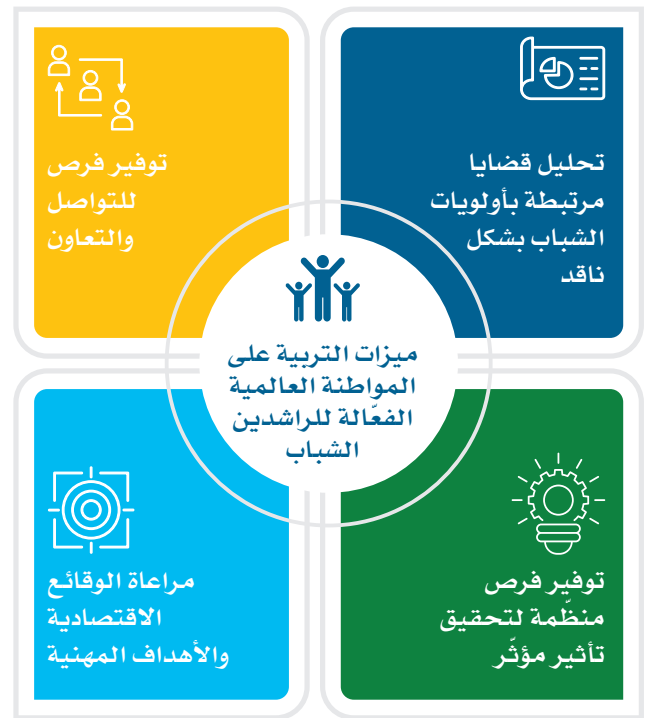 تحليل قضايا
مرتبطة بأولويات
الشباب بشكل
ناقد
توفير فرص
للتواصل
والتعاون
ميزات التربية على
المواطنة العالمية
الفعّالة للراشدين
الشباب
توفير فرص
منظّمة لتحقيق
تأثير مؤثّر
مراعاة الوقائع
الاقتصادية
والأهداف المهنية